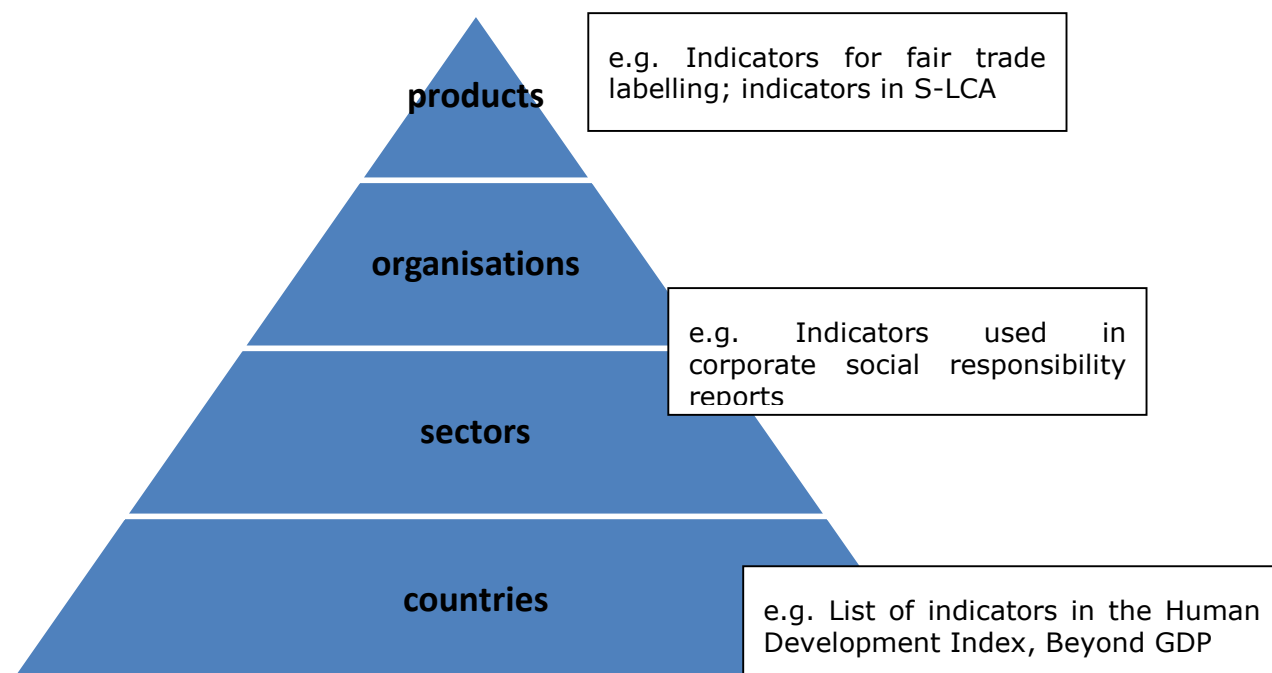 products
e.g. Indicators for fair trade
labelling; indicators in S-LCA
organisations
e.g. Indicators used in
corporate social responsibility
reports
sectors
countries
e.g. List of indicators in the Human
Development Index, Beyond GDP